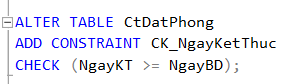 ALTER TABLE CtDatPhong
ADD CONSTRAINT CK_NgayKetThuc
CHECK (NgayKT >= NgayBD);